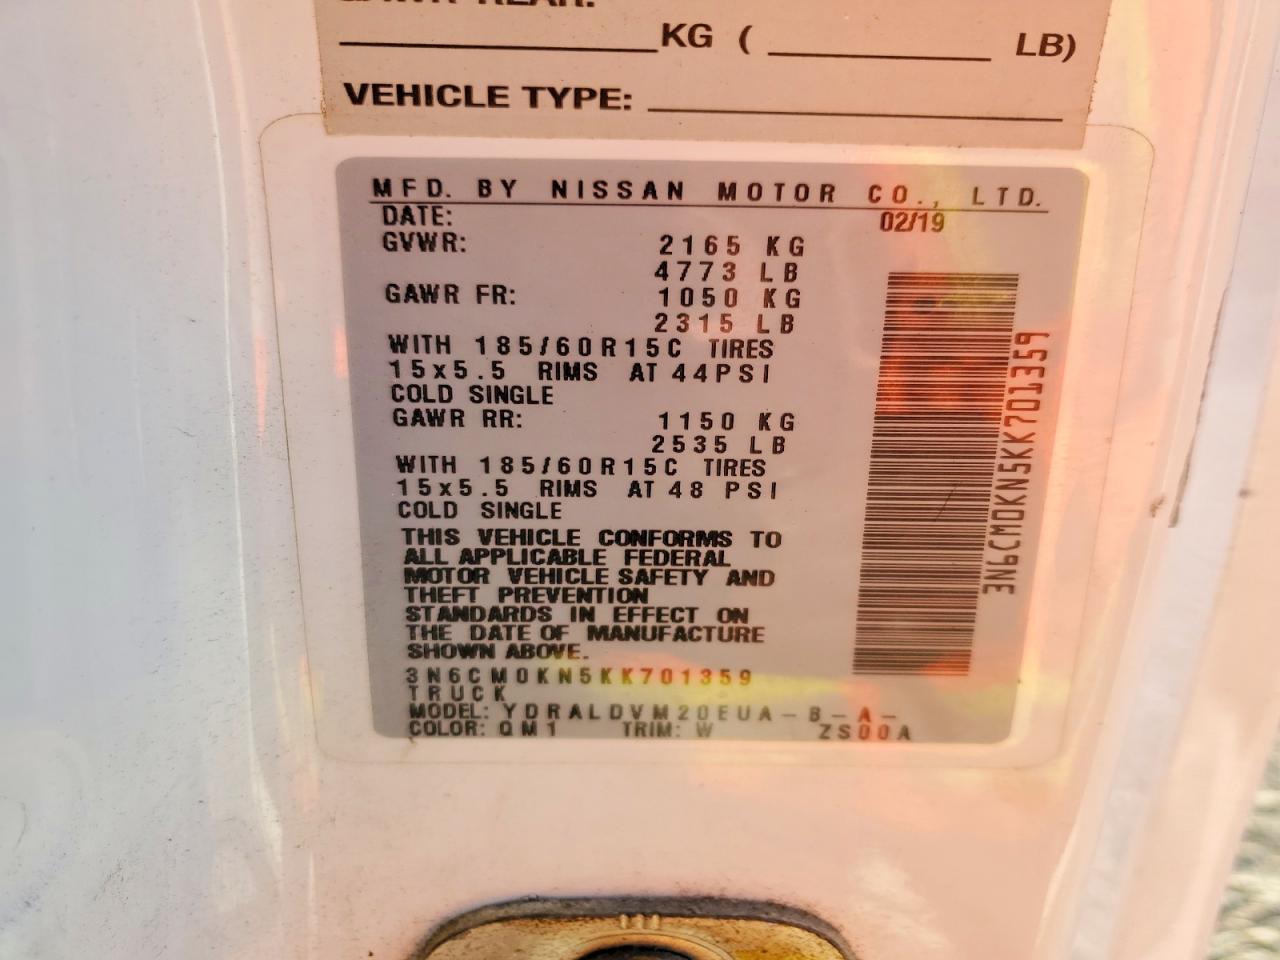 GAWR REAR:
KG ( LB)
VEHICLE TYPE:
MFD. BY NISSAN MOTOR CO., LTD.
DATE: 02/19
GVWR: 2165 KG
4773 LB
GAWR FR: 1050 KG
2315 LB
WITH 185/60R15C TIRES
15x5.5 RIMS AT 44PSI
COLD SINGLE
GAWR RR: 1150 KG
2535 LB
WITH 185/60R15C TIRES
15x5.5 RIMS AT 48 PSI
COLD SINGLE
THIS VEHICLE CONFORMS TO
ALL APPLICABLE FEDERAL
MOTOR VEHICLE SAFETY AND
THEFT PREVENTION
STANDARDS IN EFFECT ON
THE DATE OF MANUFACTURE
SHOWN ABOVE.
3N6CM0KN5KK701359
TRUCK
MODEL: YDRALDVM20EUA-B-A-
COLOR: QM1 TRIM: W ZS00A
3N6CM0KN5KK701359